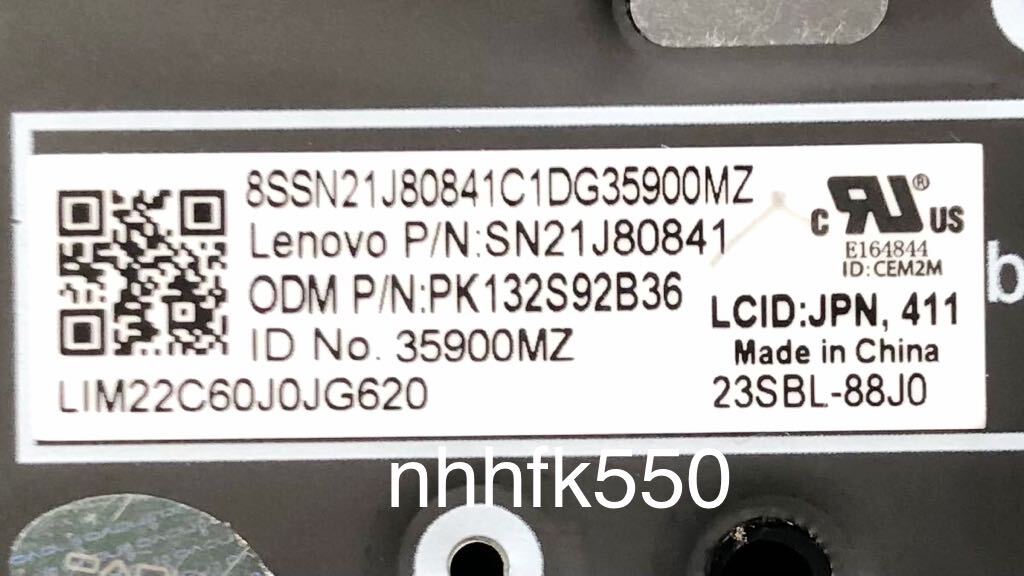 8SSN21J80841C1DG35900MZ
Lenovo P/N:SN21J80841
ODM P/N:PK132S92B36
ID No. 35900MZ
LIM22C60J0JG620
c RU® US
E164844
ID:CEM2M
LCID:JPN, 411
Made in China
23SBL-88J0
b
nhhfk550